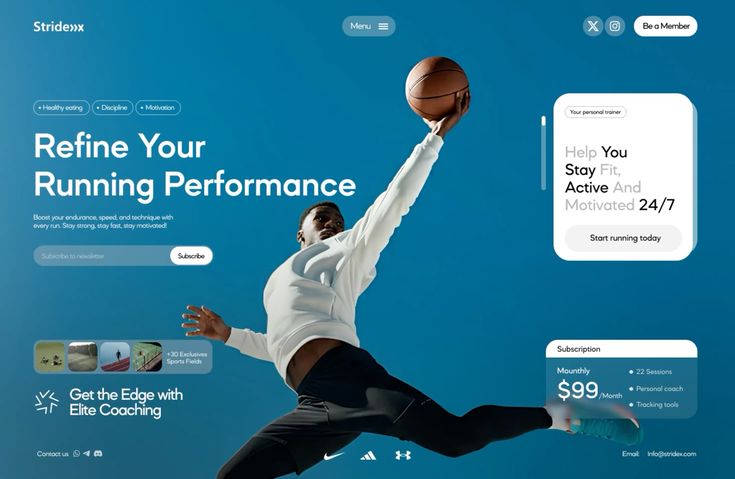 Stride»x
Menu
Be a Member
• Healthy eating
• Discipline
• Motivation
Refine Your
Running Performance
Boost your endurance, speed, and technique with
every run. Stay strong, stay fast, stay motivated!
Subscribe to newsletter
Subscribe
Your personal trainer
Help You
Stay Fit,
Active And
Motivated 24/7
Start running today
+30 Exclusives
Sports Fields
Get the Edge with
Elite Coaching
Subscription
Mounthly
$99/Month
22 Sessions
Personal coach
Tracking tools
Contact us
Email: Info@stridex.com